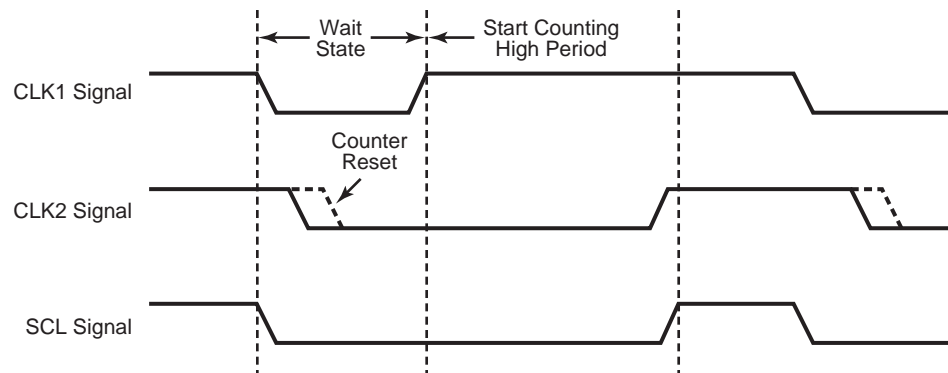 Wait
State
Start Counting
High Period
CLK1 Signal
Counter
Reset
CLK2 Signal
SCL Signal